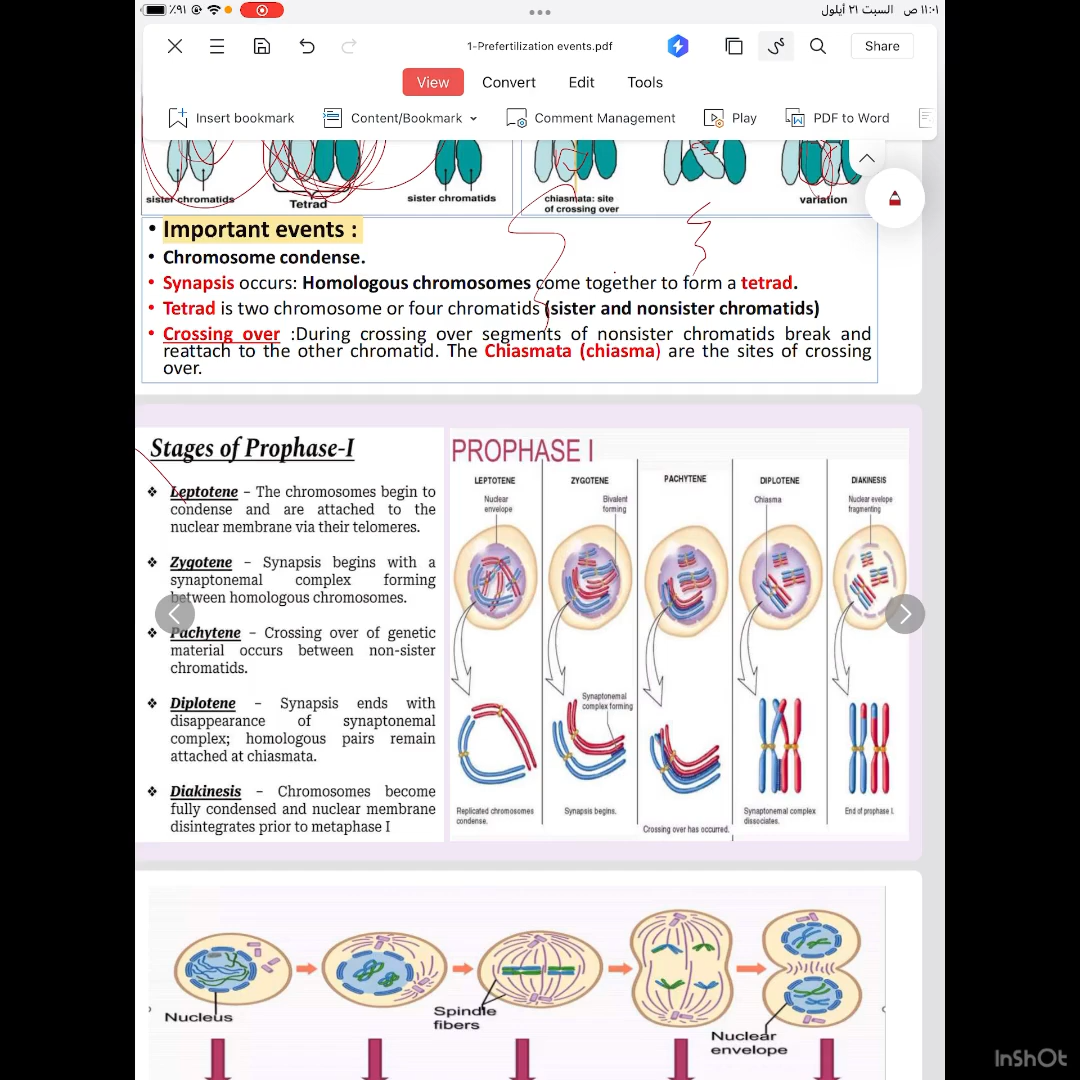 ٪٩١
السبت ٢١ أيلول ١١:٠١ ص
1-Prefertilization events.pdf
Share
View Convert Edit Tools
Insert bookmark Content/Bookmark Comment Management Play PDF to Word
sister chromatids
Tetrad
sister chromatids
chiasmata: site
of crossing over
variation
• Important events :
• Chromosome condense.
• Synapsis occurs: Homologous chromosomes come together to form a tetrad.
• Tetrad is two chromosome or four chromatids (sister and nonsister chromatids)
• Crossing over :During crossing over segments of nonsister chromatids break and
reattach to the other chromatid. The Chiasmata (chiasma) are the sites of crossing
over.
Stages of Prophase-I
❖ Leptotene – The chromosomes begin to
condense and are attached to the
nuclear membrane via their telomeres.
❖ Zygotene – Synapsis begins with a
synaptonemal complex forming
between homologous chromosomes.
❖ Pachytene – Crossing over of genetic
material occurs between non-sister
chromatids.
❖ Diplotene – Synapsis ends with
disappearance of synaptonemal
complex; homologous pairs remain
attached at chiasmata.
❖ Diakinesis – Chromosomes become
fully condensed and nuclear membrane
disintegrates prior to metaphase I
PROPHASE I
LEPTOTENE
Nuclear
envelope
Replicated chromosomes
condense.
ZYGOTENE
Bivalent
forming
Synaptonemal
complex forming
Synapsis begins.
PACHYTENE
Crossing over has occurred.
DIPLOTENE
Chiasma
Synaptonemal complex
dissociates.
DIAKINESIS
Nuclear evelope
fragmenting
End of prophase I.
Nucleus
Spindle
fibers
Nuclear
envelope
InShOt